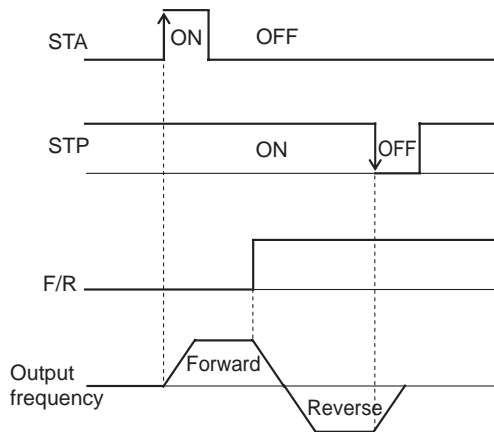 STA
ON
OFF
STP
ON
OFF
F/R
Output
frequency
Forward
Reverse